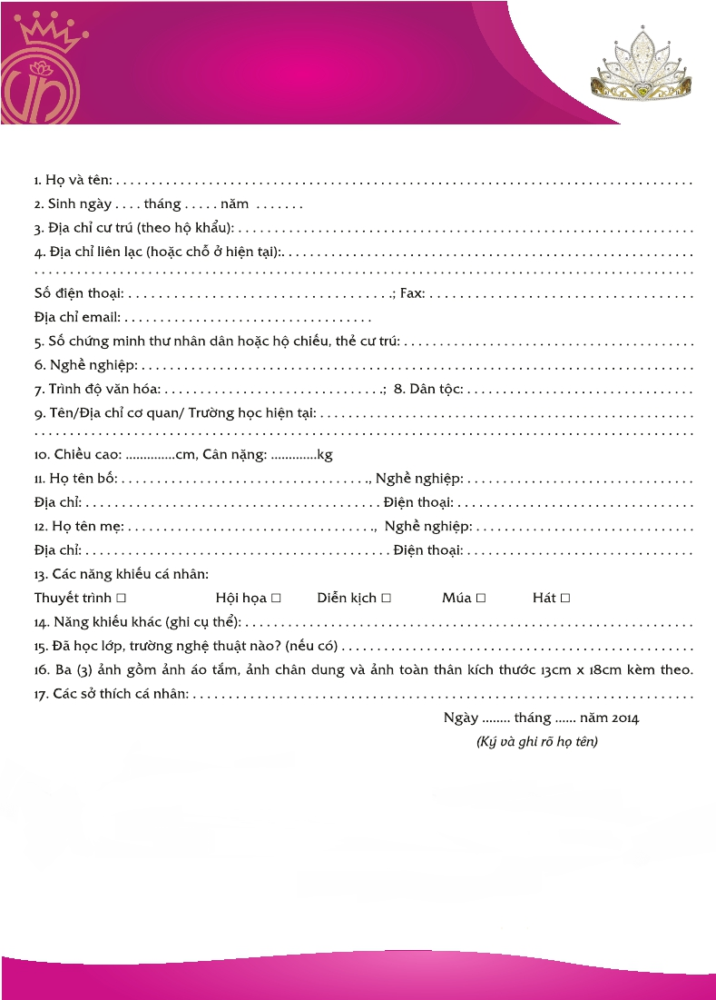 1. Họ và tên: . . . . . . . . . . . . . . . . . . . . . . . . . . . . . . . . . . . . . . . .
2. Sinh ngày . . . . tháng . . . . . năm . . . . . . .
3. Địa chỉ cư trú (theo hộ khẩu): . . . . . . . . . . . . . . . . . . . . . . . . . . . . . .
4. Địa chỉ liên lạc (hoặc chỗ ở hiện tại):. . . . . . . . . . . . . . . . . . . . . . . . . .
. . . . . . . . . . . . . . . . . . . . . . . . . . . . . . . . . . . . . . . . . . . .
Số điện thoại: . . . . . . . . . . . . . . . . . . . .; Fax: . . . . . . . . . . . . . . . .
Địa chỉ email: . . . . . . . . . . . . . . . . . . . .
5. Số chứng minh thư nhân dân hoặc hộ chiếu, thẻ cư trú: . . . . . . . . . . . . . . . .
6. Nghề nghiệp: . . . . . . . . . . . . . . . . . . . . . . . . . . . . . . . . . . . . .
7. Trình độ văn hóa: . . . . . . . . . . . . . . . . . .; 8. Dân tộc: . . . . . . . . . . . .
9. Tên/Địa chỉ cơ quan/ Trường học hiện tại: . . . . . . . . . . . . . . . . . . . . . .
. . . . . . . . . . . . . . . . . . . . . . . . . . . . . . . . . . . . . . . . . . . .
10. Chiều cao: ..............cm, Cân nặng: .............kg
11. Họ tên bố: . . . . . . . . . . . . . . . . . . . ., Nghề nghiệp: . . . . . . . . . . . . .
Địa chỉ: . . . . . . . . . . . . . . . . . . . . . . . . Điện thoại: . . . . . . . . . . . . .
12. Họ tên mẹ: . . . . . . . . . . . . . . . . . . . ., Nghề nghiệp: . . . . . . . . . . . . .
Địa chỉ: . . . . . . . . . . . . . . . . . . . . . . . . Điện thoại: . . . . . . . . . . . . .
13. Các năng khiếu cá nhân:
Thuyết trình □ Hội họa □ Diễn kịch □ Múa □ Hát □
14. Năng khiếu khác (ghi cụ thể): . . . . . . . . . . . . . . . . . . . . . . . . . . . . .
15. Đã học lớp, trường nghệ thuật nào? (nếu có) . . . . . . . . . . . . . . . . . . . . .
16. Ba (3) ảnh gồm ảnh áo tắm, ảnh chân dung và ảnh toàn thân kích thước 13cm x 18cm kèm theo.
17. Các sở thích cá nhân: . . . . . . . . . . . . . . . . . . . . . . . . . . . . . . . . .
Ngày ........ tháng ...... năm 2014
(Ký và ghi rõ họ tên)